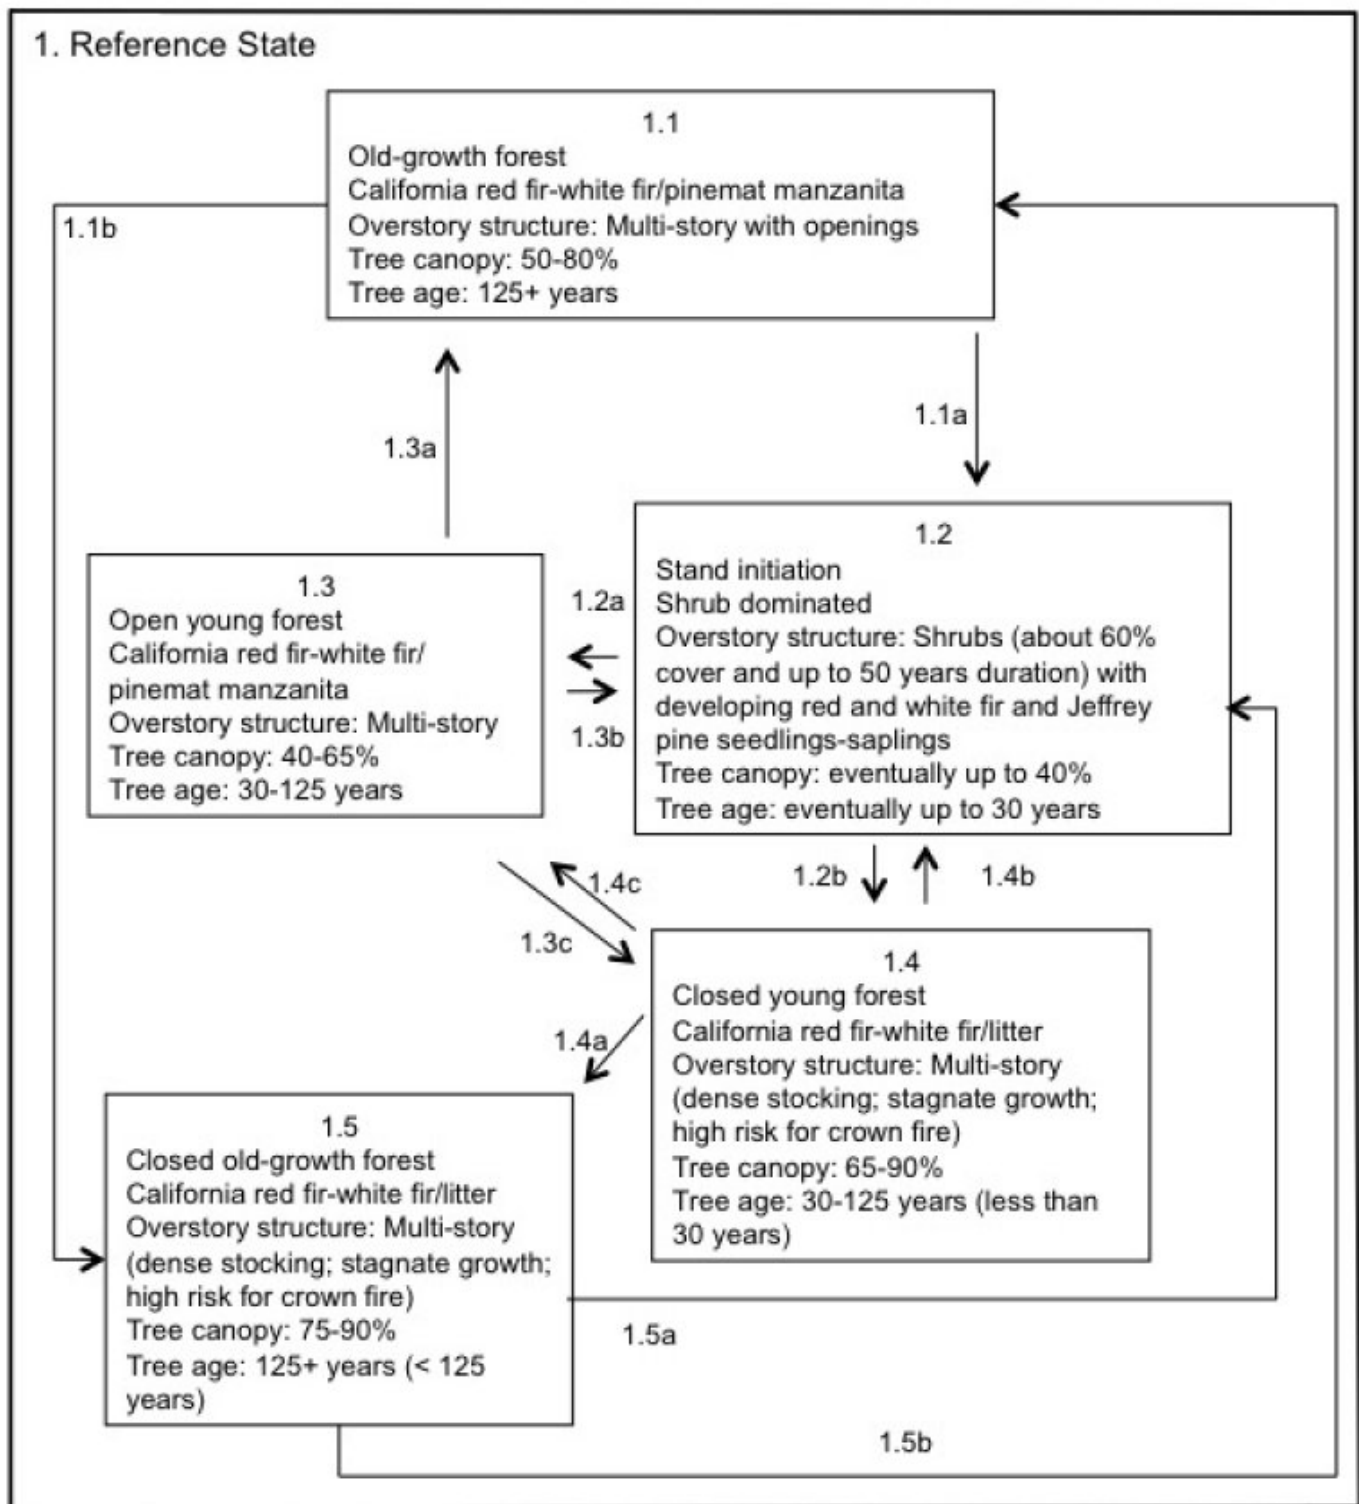 1. Reference State
1.1
Old-growth forest
California red fir-white fir/pinemat manzanita
Overstory structure: Multi-story with openings
Tree canopy: 50-80%
Tree age: 125+ years
1.1b
1.1a
1.3a
1.2
Stand initiation
Shrub dominated
Overstory structure: Shrubs (about 60%
cover and up to 50 years duration) with
developing red and white fir and Jeffrey
pine seedlings-saplings
Tree canopy: eventually up to 40%
Tree age: eventually up to 30 years
1.3
Open young forest
California red fir-white fir/
pinemat manzanita
Overstory structure: Multi-story
Tree canopy: 40-65%
Tree age: 30-125 years
1.2a
1.3b
1.2b
1.4b
1.4c
1.3c
1.4
Closed young forest
California red fir-white fir/litter
Overstory structure: Multi-story
(dense stocking; stagnate growth;
high risk for crown fire)
Tree canopy: 65-90%
Tree age: 30-125 years (less than
30 years)
1.4a
1.5
Closed old-growth forest
California red fir-white fir/litter
Overstory structure: Multi-story
(dense stocking; stagnate growth;
high risk for crown fire)
Tree canopy: 75-90%
Tree age: 125+ years (< 125
years)
1.5a
1.5b